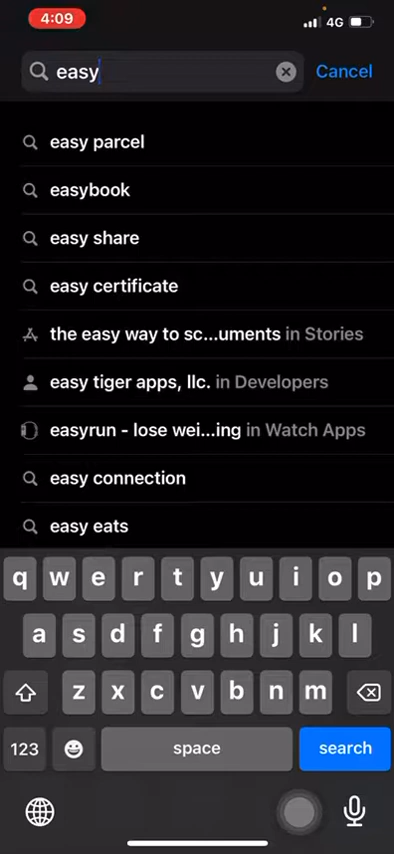 4:09
4G
easy
Cancel
easy parcel
easybook
easy share
easy certificate
the easy way to sc...uments in Stories
easy tiger apps, llc. in Developers
easyrun - lose wei...ing in Watch Apps
easy connection
easy eats
q w e r t y u i o p
a s d f g h j k l
z x c v b n m
123 space search